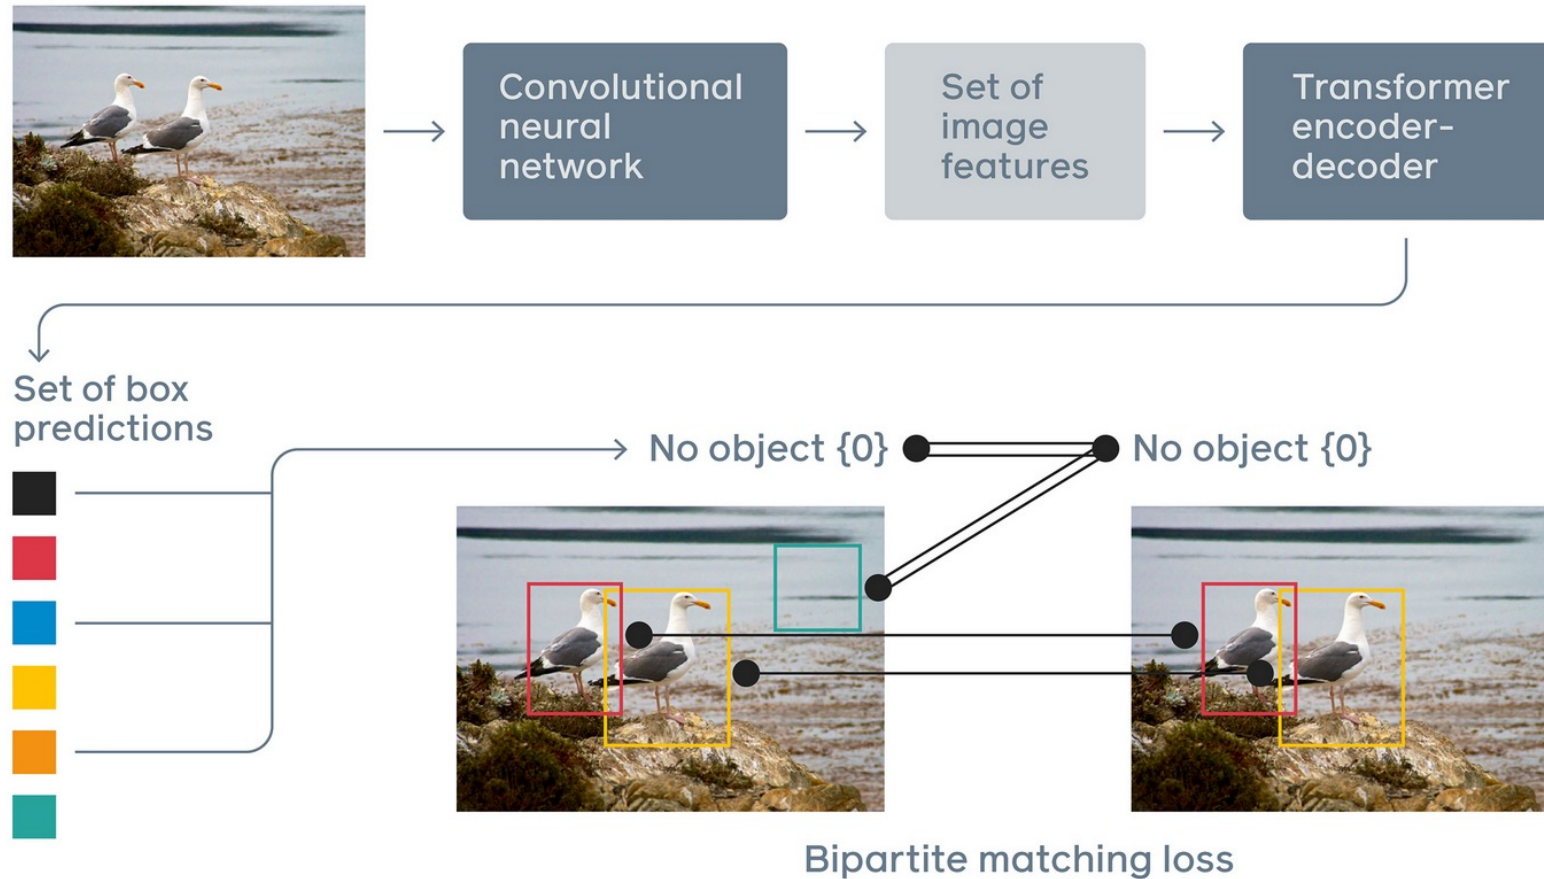 Convolutional
neural
network
Set of
image
features
Transformer
encoder-
decoder
Set of box
predictions
No object {0}
No object {0}
Bipartite matching loss